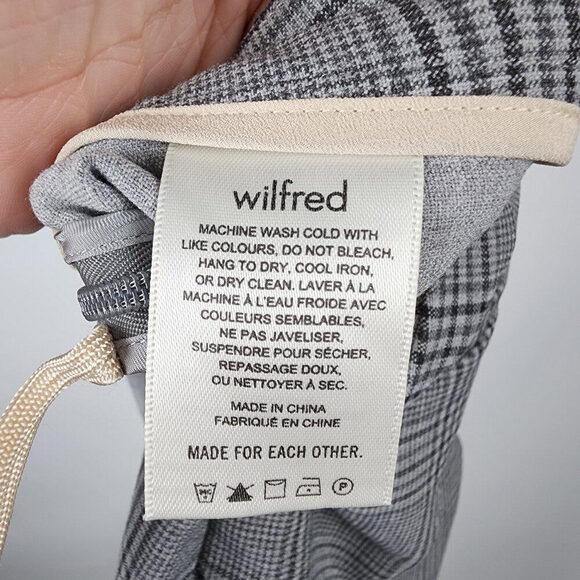 wilfred
MACHINE WASH COLD WITH
LIKE COLOURS, DO NOT BLEACH,
HANG TO DRY, COOL IRON,
OR DRY CLEAN. LAVER À LA
MACHINE À L'EAU FROIDE AVEC
COULEURS SEMBLABLES,
NE PAS JAVELISER,
SUSPENDRE POUR SÉCHER,
REPASSAGE DOUX,
OU NETTOYER À SEC.
MADE IN CHINA
FABRIQUÉ EN CHINE
MADE FOR EACH OTHER.
MC P